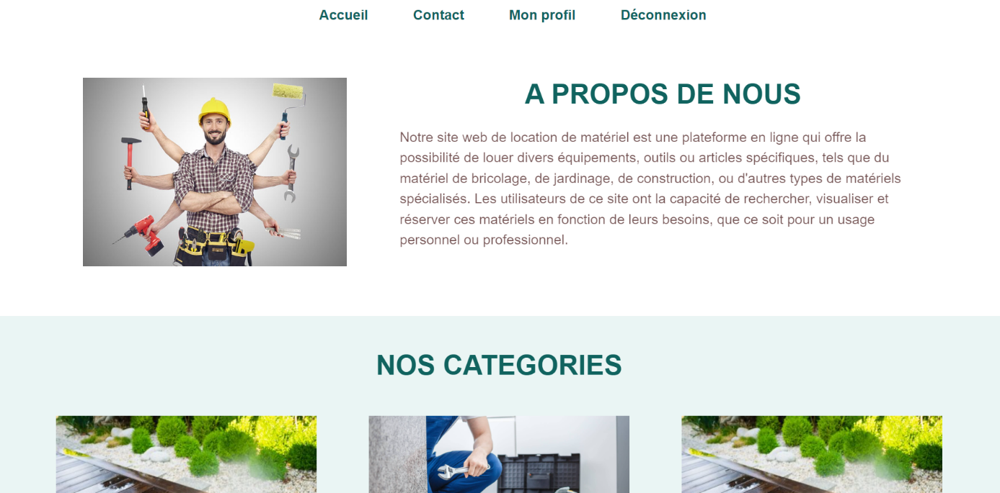 Accueil Contact Mon profil Déconnexion
A PROPOS DE NOUS
Notre site web de location de matériel est une plateforme en ligne qui offre la
possibilité de louer divers équipements, outils ou articles spécifiques, tels que du
matériel de bricolage, de jardinage, de construction, ou d'autres types de matériels
spécialisés. Les utilisateurs de ce site ont la capacité de rechercher, visualiser et
réserver ces matériels en fonction de leurs besoins, que ce soit pour un usage
personnel ou professionnel.
NOS CATEGORIES